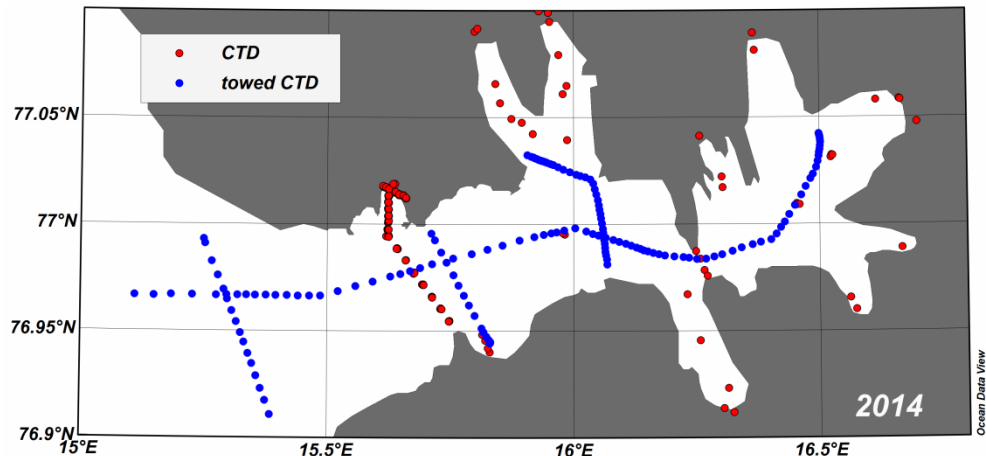 CTD
towed CTD
77.05°N
77°N
76.95°N
76.9°N
15°E
15.5°E
16°E
16.5°E
2014
Ocean Data View